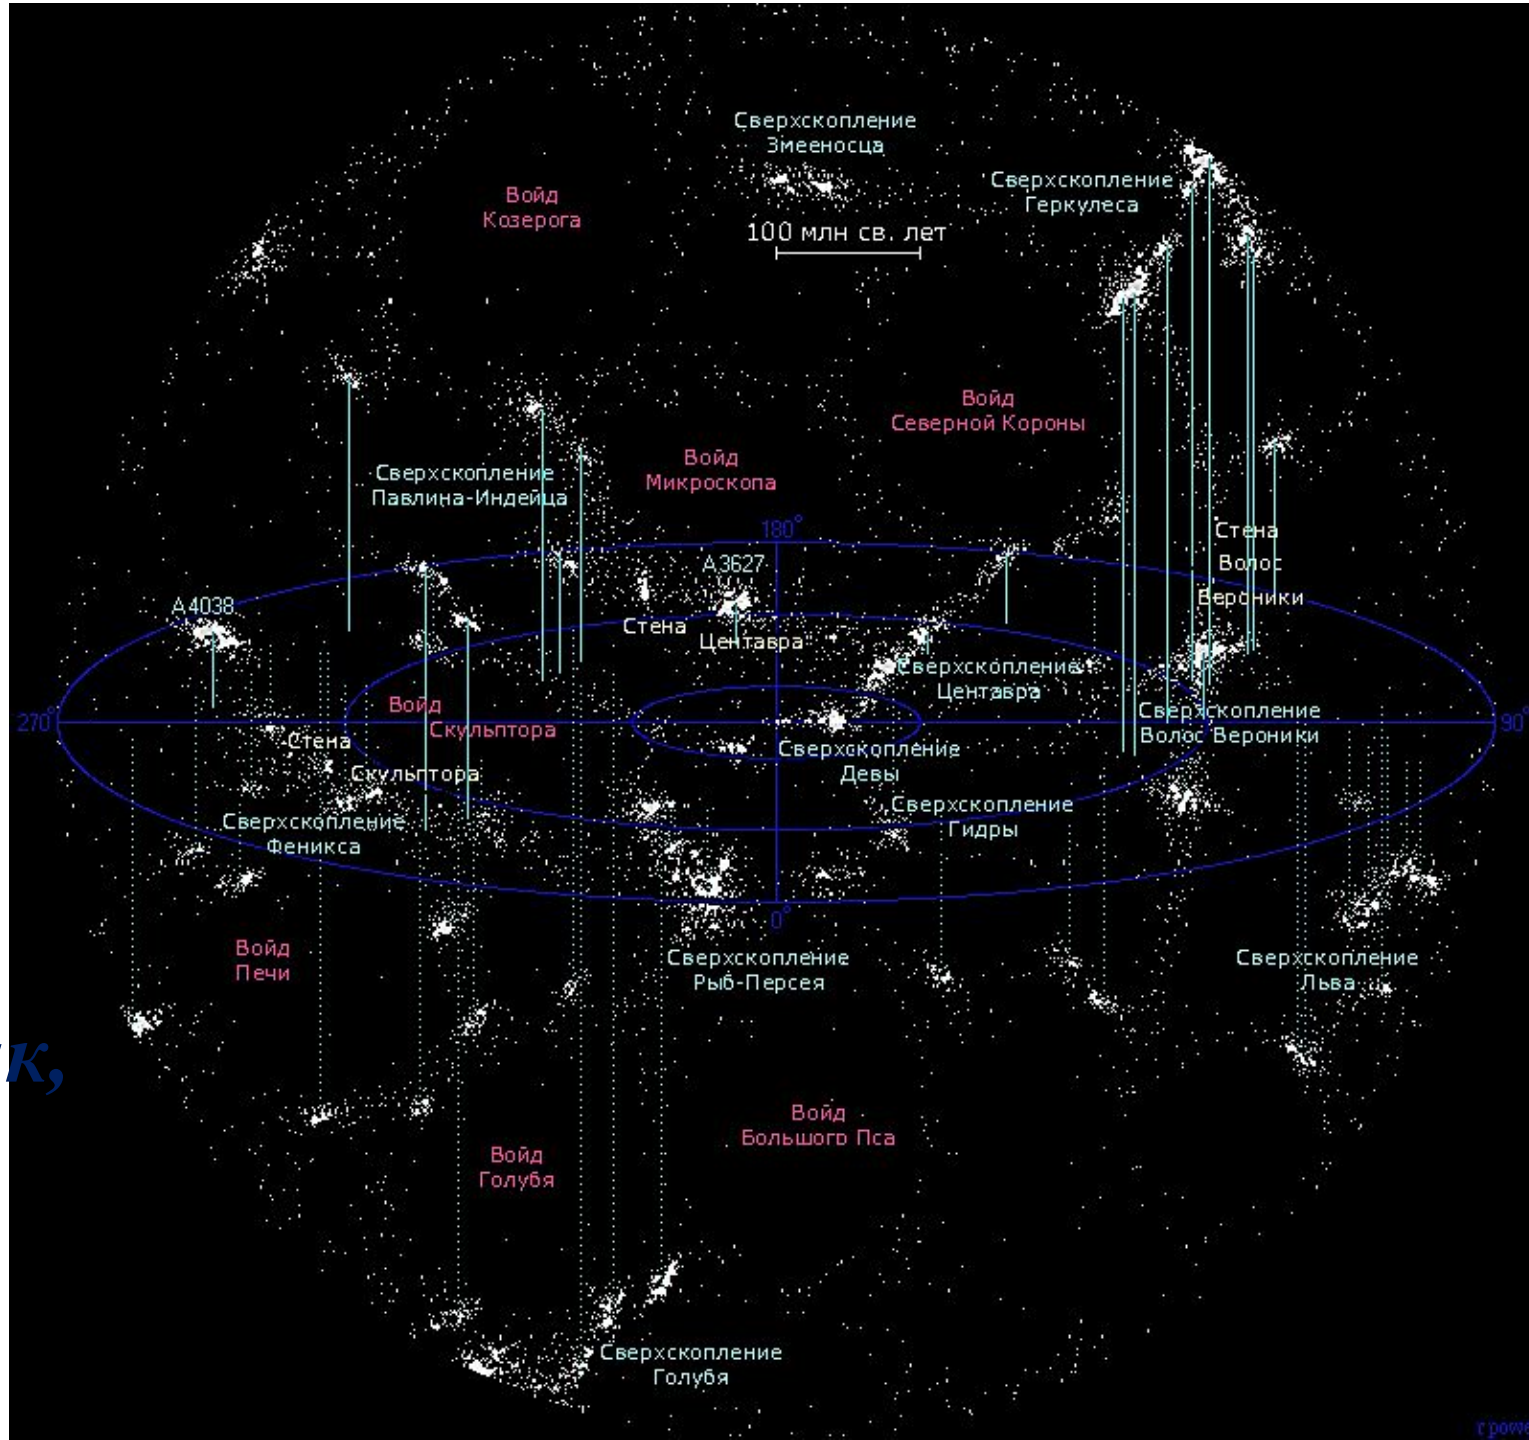 Сверхскопление
Змееносца
Сверхскопление
Геркулеса
Войд
Козерога
100 млн св. лет
Войд
Северной Короны
Войд
Микроскопа
Сверхскопление
Павлина-Индейца
180°
Стена
Волос
Вероники
A3627
A4038
Стена
Центавра
Сверхскопление
Центавра
Войд
Скульптора
270°
90°
Сверхскопление
Волос Вероники
Стена
Скульптора
Сверхскопление
Девы
Сверхскопление
Гидры
Сверхскопление
Феникса
0°
Войд
Печи
Сверхскопление
Рыб-Персея
Сверхскопление
Льва
Войд
Большого Пса
Войд
Голубя
Сверхскопление
Голубя